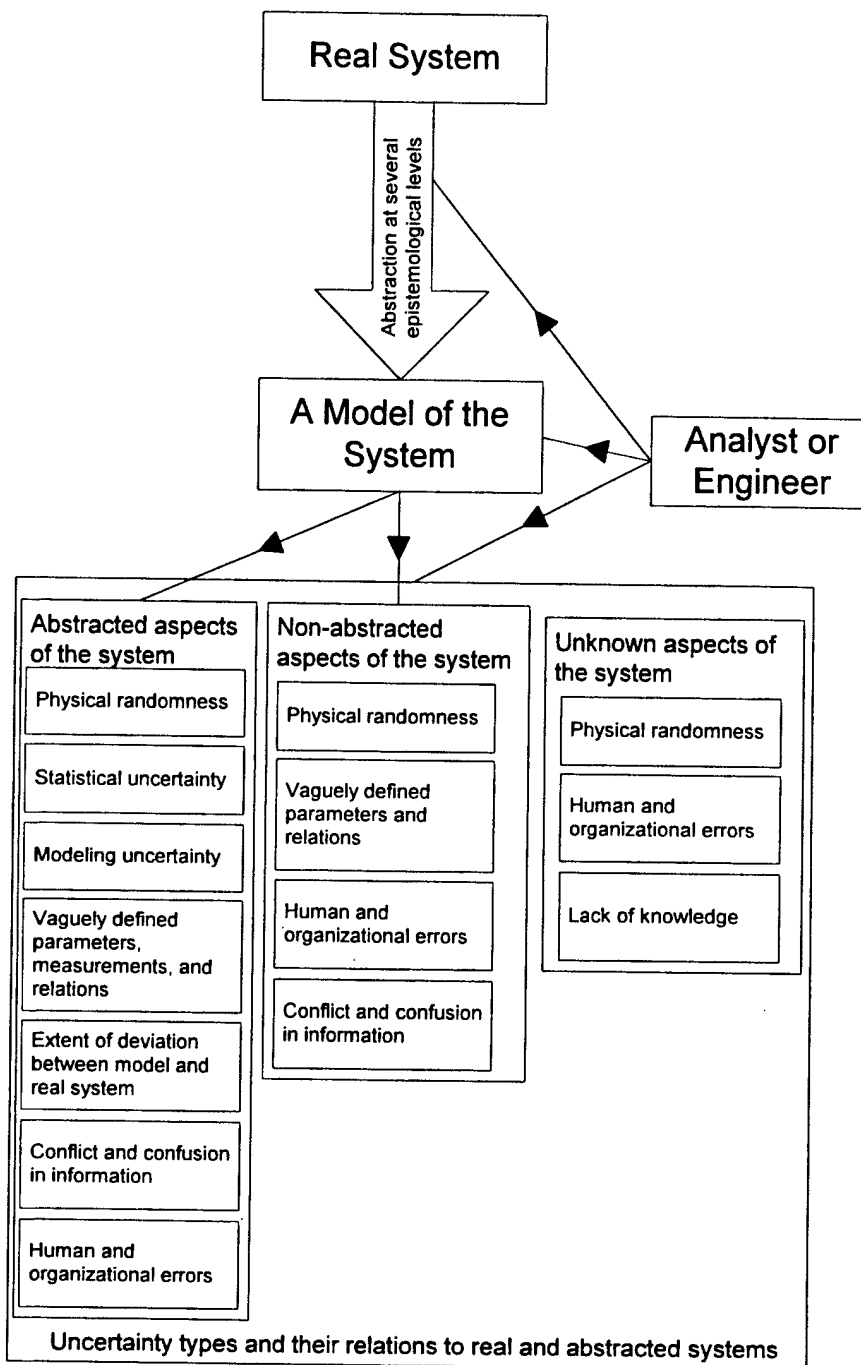 Real System
Abstraction at several
epistemological levels
A Model of the
System
Analyst or
Engineer
Abstracted aspects
of the system
Physical randomness
Statistical uncertainty
Modeling uncertainty
Vaguely defined
parameters,
measurements, and
relations
Extent of deviation
between model and
real system
Conflict and confusion
in information
Human and
organizational errors
Non-abstracted
aspects of the system
Physical randomness
Vaguely defined
parameters and
relations
Human and
organizational errors
Conflict and confusion
in information
Unknown aspects of
the system
Physical randomness
Human and
organizational errors
Lack of knowledge
Uncertainty types and their relations to real and abstracted systems